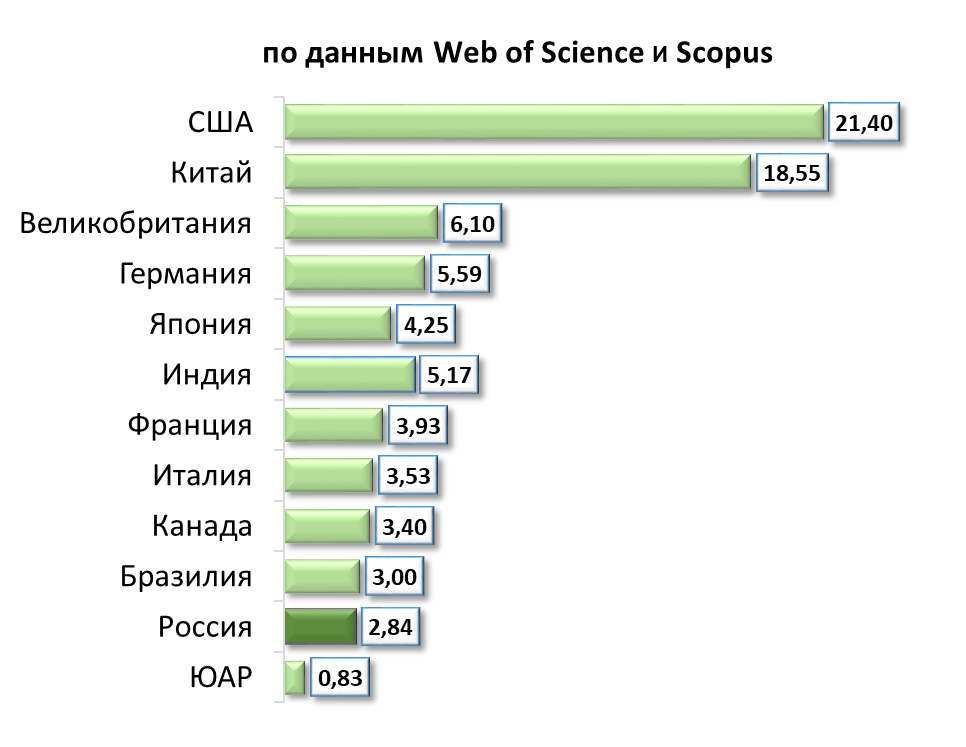 по данным Web of Science и Scopus
США 21,40
Китай 18,55
Великобритания 6,10
Германия 5,59
Япония 4,25
Индия 5,17
Франция 3,93
Италия 3,53
Канада 3,40
Бразилия 3,00
Россия 2,84
ЮАР 0,83